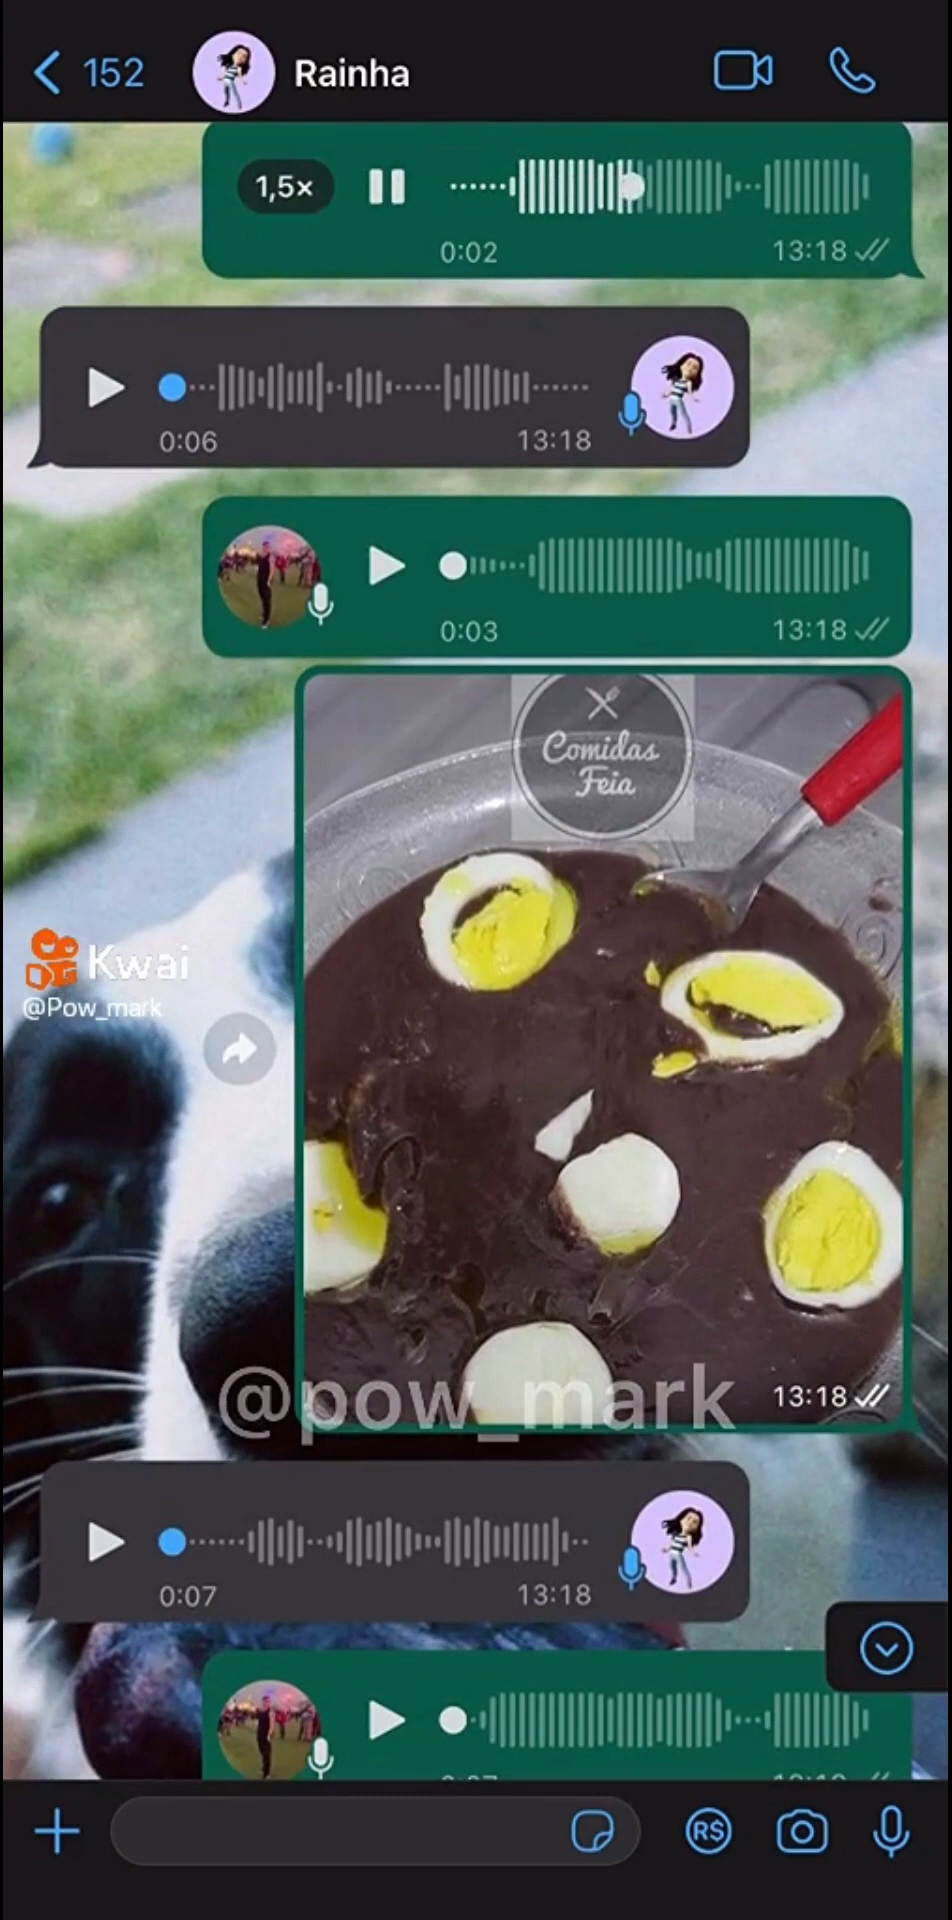 152
Rainha
1,5×
0:02
13:18
0:06
13:18
0:03
13:18
Comidas
Feia
Kwai
@Pow_mark
@pow_mark
13:18
0:07
13:18
R$